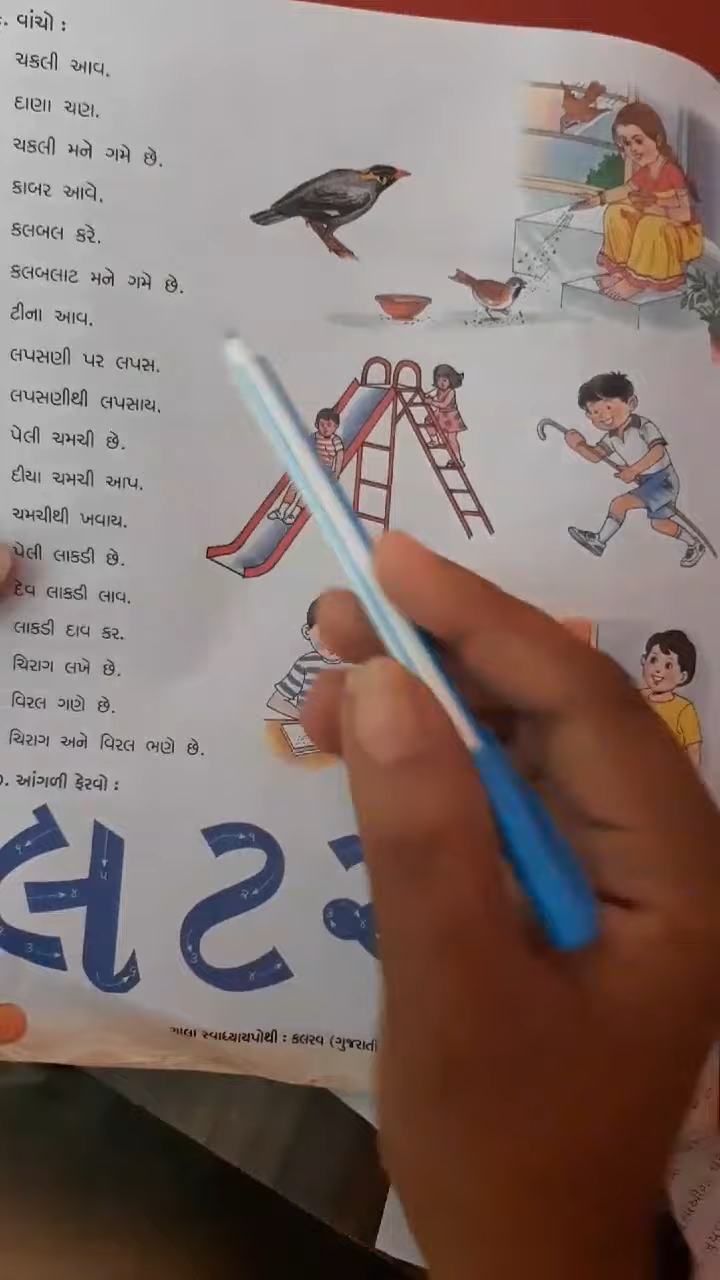 વાંચો :
ચકલી આવ.
દાણા ચણ.
ચકલી મને ગમે છે.
કાબર આવે.
કલબલ કરે.
કલબલાટ મને ગમે છે.
ટીના આવ.
લપસણી પર લપસ.
લપસણીથી લપસાય.
પેલી ચમચી છે.
દીયા ચમચી આપ.
ચમચીથી ખવાય.
પેલી લાકડી છે.
દેવ લાકડી લાવ.
લાકડી દાવ કર.
ચિરાગ લખે છે.
વિરલ ગણે છે.
ચિરાગ અને વિરલ ભણે છે.
આંગળી ફેરવો :
લ ટ
ગાલા સ્વાધ્યાયપોથી : કલરવ (ગુજરાતી